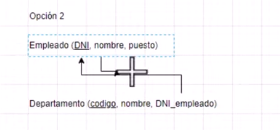 Opción 2
Empleado (DNI, nombre, puesto)
Departamento (codigo, nombre, DNI_empleado)